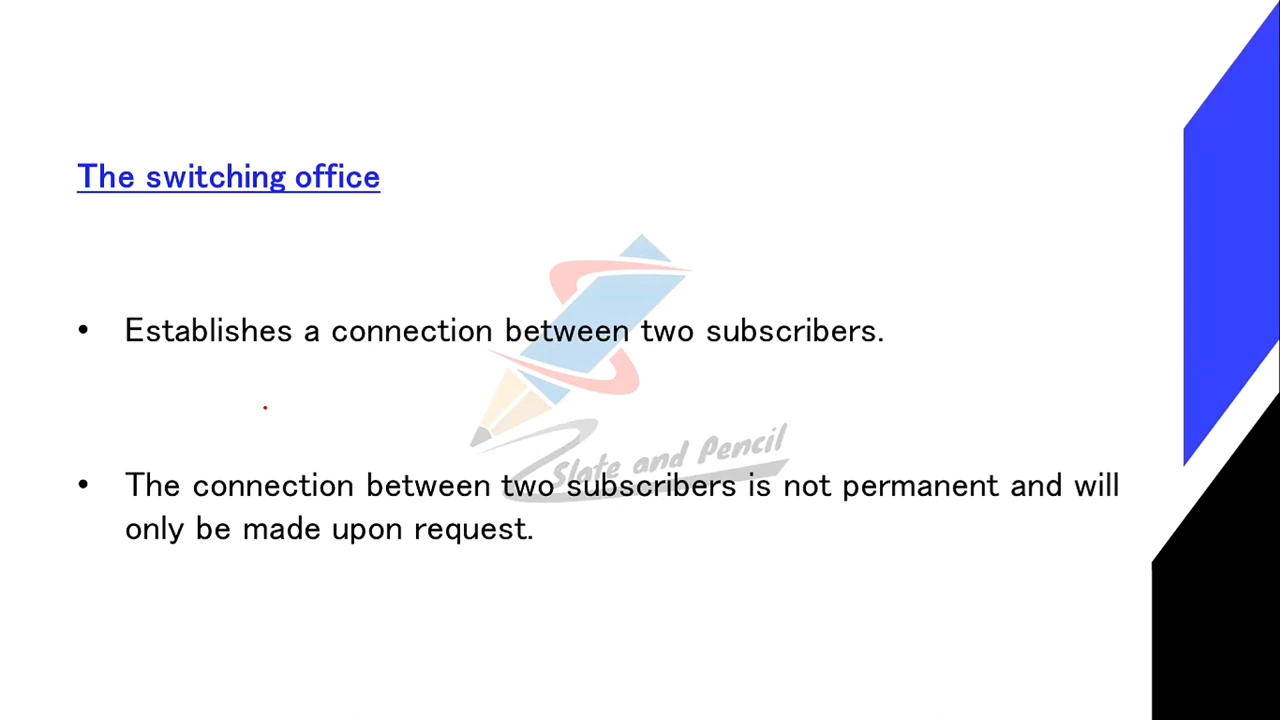 The switching office
• Establishes a connection between two subscribers.
Slate and Pencil
• The connection between two subscribers is not permanent and will
only be made upon request.